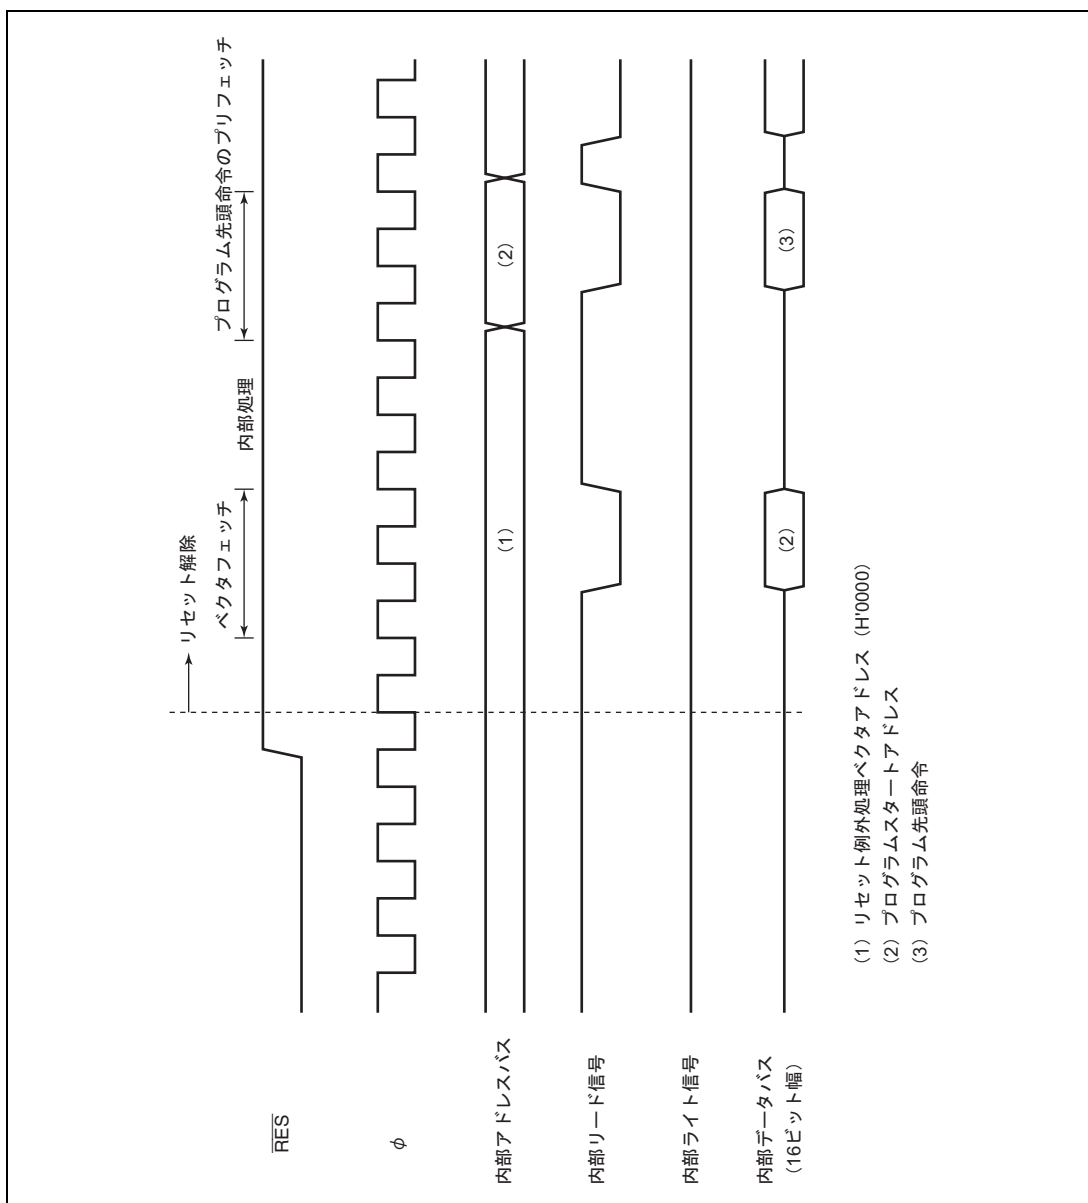 リセット解除
ベクタフェッチ
内部処理
プログラム先頭命令のプリフェッチ
RES
φ
内部アドレスバス
(1)
(2)
内部リード信号
内部ライト信号
内部データバス
(16ビット幅)
(2)
(3)
(1) リセット例外処理ベクタアドレス (H'0000)
(2) プログラムスタートアドレス
(3) プログラム先頭命令